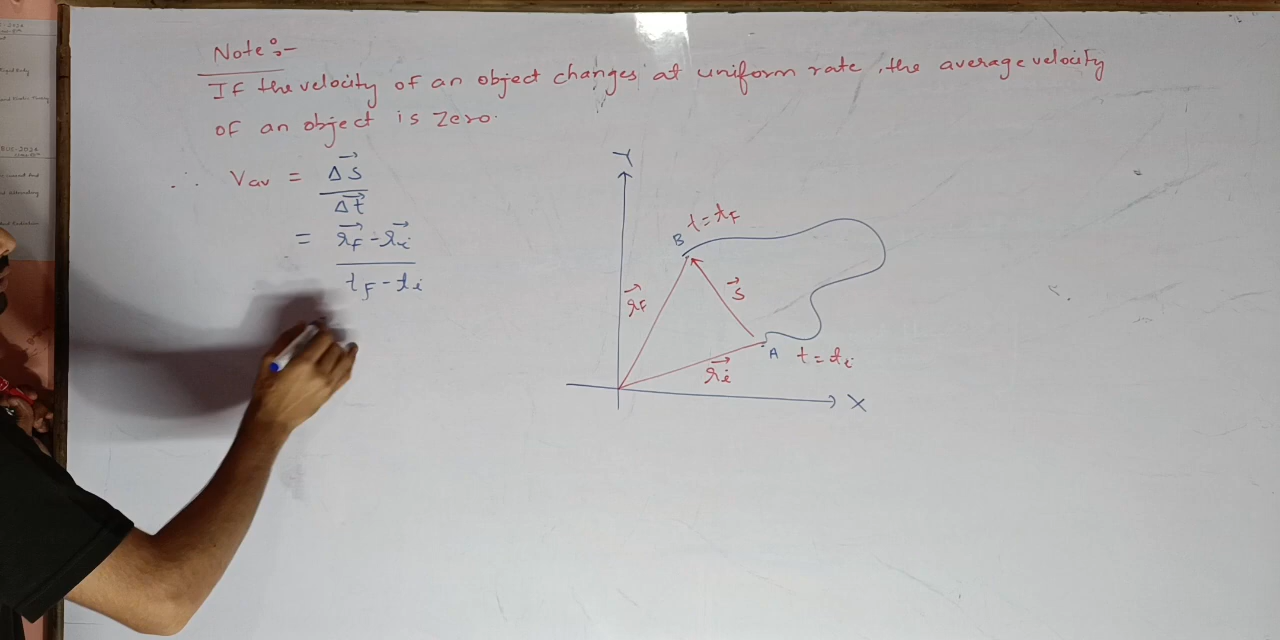 Note:-
If the velocity of an object changes at uniform rate, the average velocity
of an object is zero.
∴ Vav = Δs⃗
Δt⃗
= r⃗F - r⃗i
tF - ti
Y
t = tF
B
r⃗F
s⃗
A t = ti
r⃗i
X